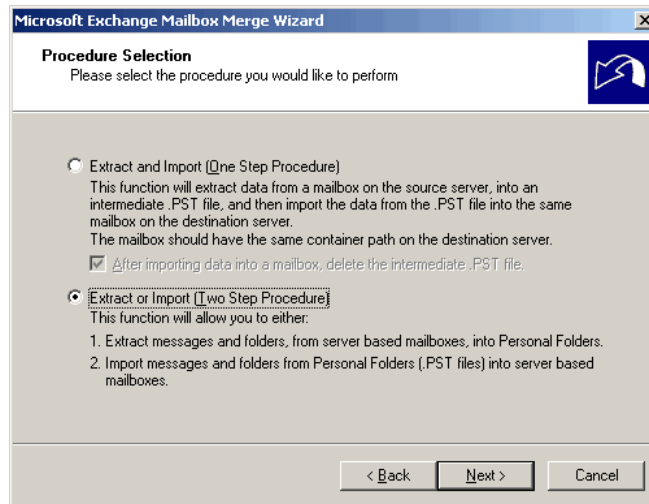 Microsoft Exchange Mailbox Merge Wizard
Procedure Selection
Please select the procedure you would like to perform
Extract and Import (One Step Procedure)
This function will extract data from a mailbox on the source server, into an
intermediate .PST file, and then import the data from the .PST file into the same
mailbox on the destination server.
The mailbox should have the same container path on the destination server.
After importing data into a mailbox, delete the intermediate .PST file.
Extract or Import (Two Step Procedure)
This function will allow you to either:
1. Extract messages and folders, from server based mailboxes, into Personal Folders.
2. Import messages and folders from Personal Folders (.PST files) into server based
mailboxes.
< Back Next > Cancel